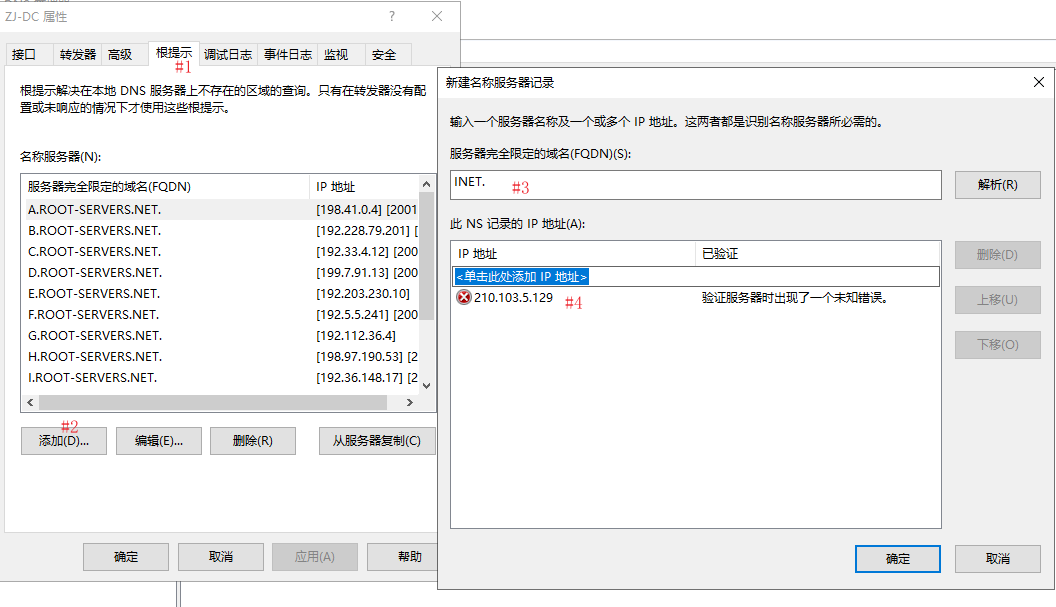 ZJ-DC 属性
?
接口
转发器
高级
根提示
调试日志
事件日志
监视
安全
#1
根提示解决在本地 DNS 服务器上不存在的区域的查询。只有在转发器没有配
置或未响应的情况下才使用这些根提示。
名称服务器(N):
服务器完全限定的域名(FQDN) IP 地址
A.ROOT-SERVERS.NET. [198.41.0.4] [2001
B.ROOT-SERVERS.NET. [192.228.79.201] [
C.ROOT-SERVERS.NET. [192.33.4.12] [200
D.ROOT-SERVERS.NET. [199.7.91.13] [200
E.ROOT-SERVERS.NET. [192.203.230.10]
F.ROOT-SERVERS.NET. [192.5.5.241] [200
G.ROOT-SERVERS.NET. [192.112.36.4]
H.ROOT-SERVERS.NET. [198.97.190.53] [2
I.ROOT-SERVERS.NET. [192.36.148.17] [2
#2
添加(D)...
编辑(E)...
删除(R)
从服务器复制(C)
确定
取消
应用(A)
帮助
新建名称服务器记录
输入一个服务器名称及一个或多个 IP 地址。这两者都是识别名称服务器所必需的。
服务器完全限定的域名(FQDN)(S):
INET.
#3
解析(R)
此 NS 记录的 IP 地址(A):
IP 地址 已验证
<单击此处添加 IP 地址>
210.103.5.129 #4 验证服务器时出现了一个未知错误。
删除(D)
上移(U)
下移(O)
确定
取消